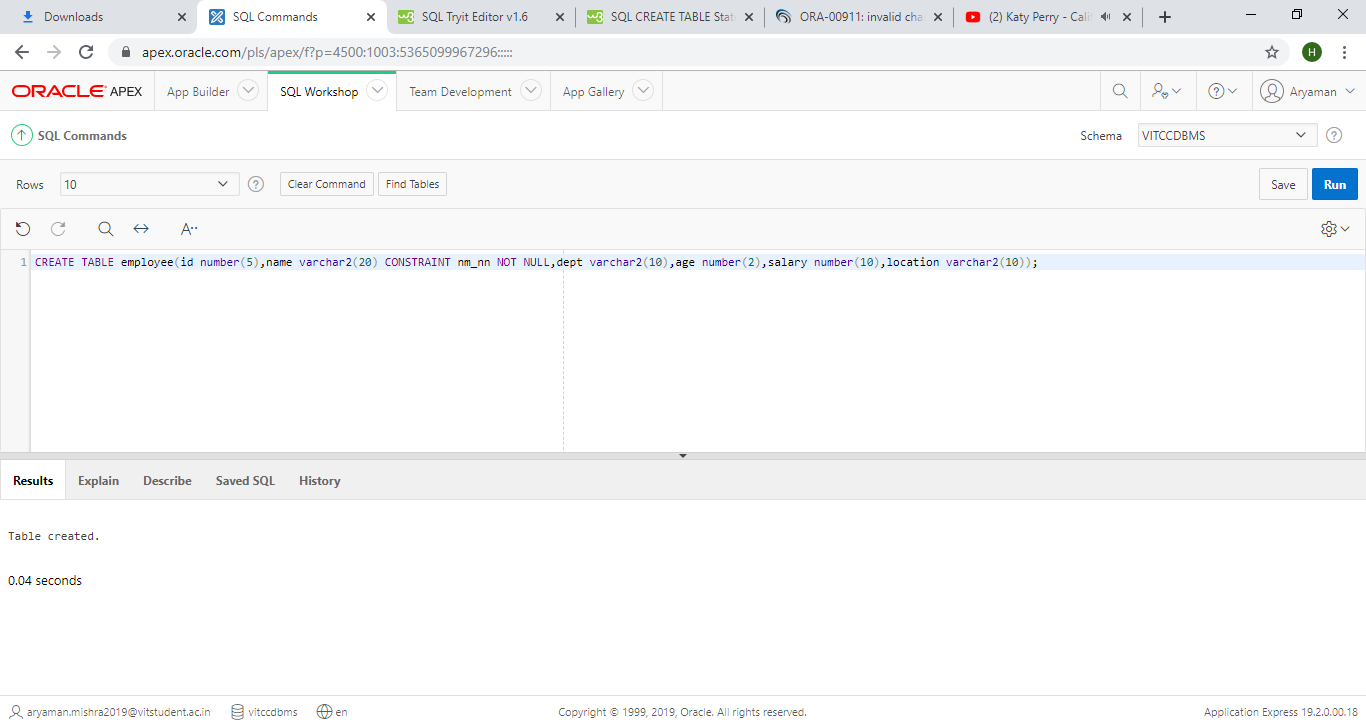 Downloads
SQL Commands
SQL Tryit Editor v1.6
SQL CREATE TABLE Stat
ORA-00911: invalid cha
(2) Katy Perry - Cali
apex.oracle.com/pls/apex/f?p=4500:1003:5365099967296:::::
H
ORACLE APEX
App Builder
SQL Workshop
Team Development
App Gallery
Aryaman
SQL Commands
Schema
VITCCDBMS
Rows
10
Clear Command
Find Tables
Save
Run
A··
1 CREATE TABLE employee(id number(5),name varchar2(20) CONSTRAINT nm_nn NOT NULL,dept varchar2(10),age number(2),salary number(10),location varchar2(10));
Results
Explain
Describe
Saved SQL
History
Table created.
0.04 seconds
aryaman.mishra2019@vitstudent.ac.in
vitccdbms
en
Copyright © 1999, 2019, Oracle. All rights reserved.
Application Express 19.2.0.00.18